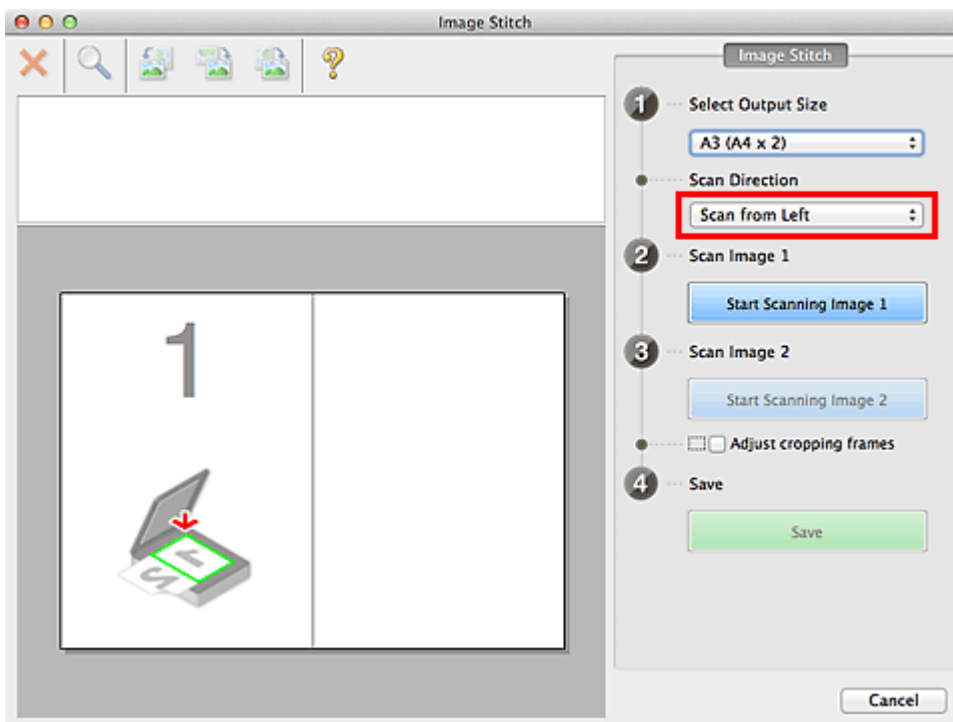 Image Stitch
Image Stitch
1 Select Output Size
A3 (A4 x 2)
Scan Direction
Scan from Left
2 Scan Image 1
Start Scanning Image 1
3 Scan Image 2
Start Scanning Image 2
Adjust cropping frames
4 Save
Save
1
1
2
Cancel